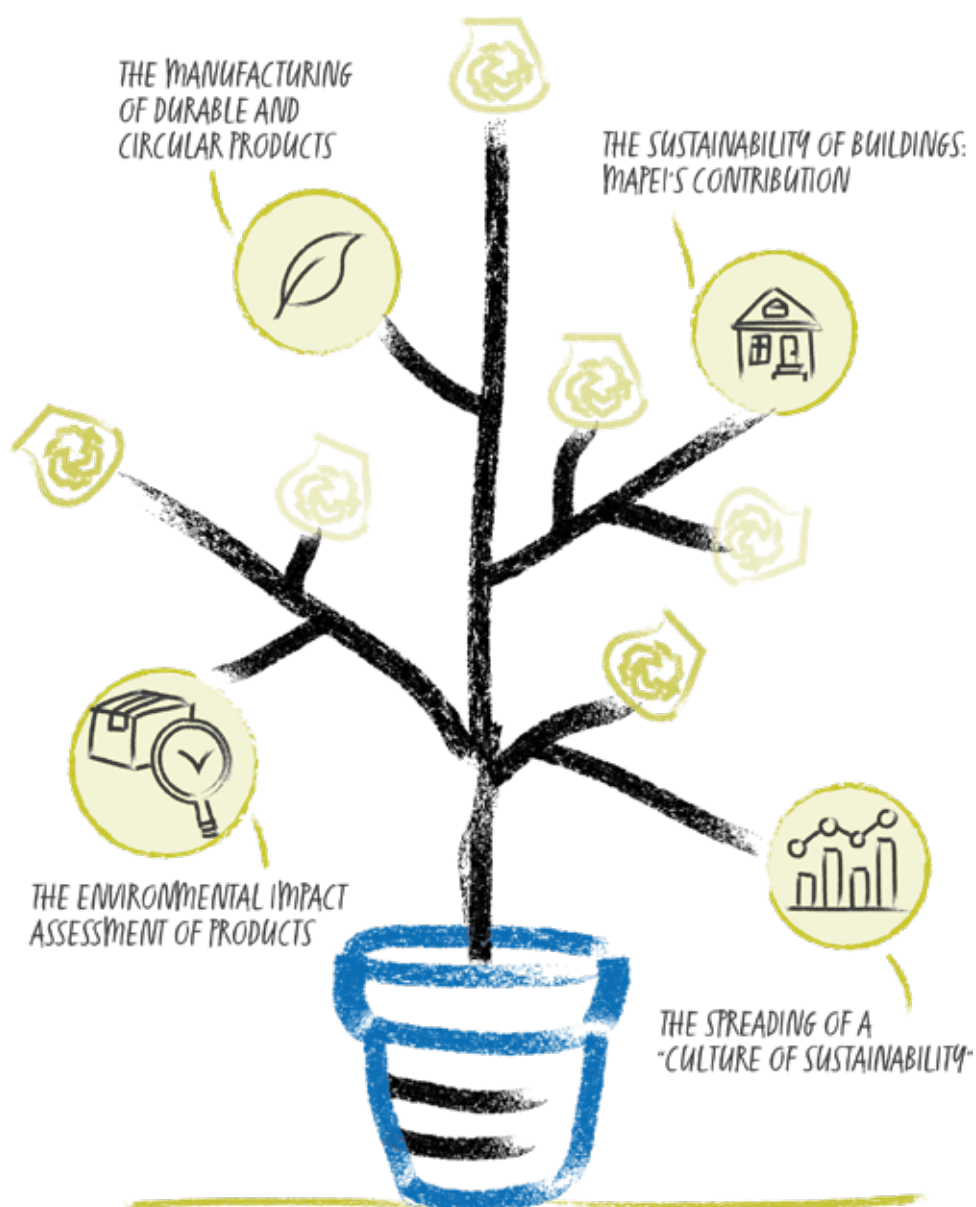 THE MANUFACTURING
OF DURABLE AND
CIRCULAR PRODUCTS
THE SUSTAINABILITY OF BUILDINGS:
MAPEI'S CONTRIBUTION
THE ENVIRONMENTAL IMPACT
ASSESSMENT OF PRODUCTS
THE SPREADING OF A
"CULTURE OF SUSTAINABILITY"